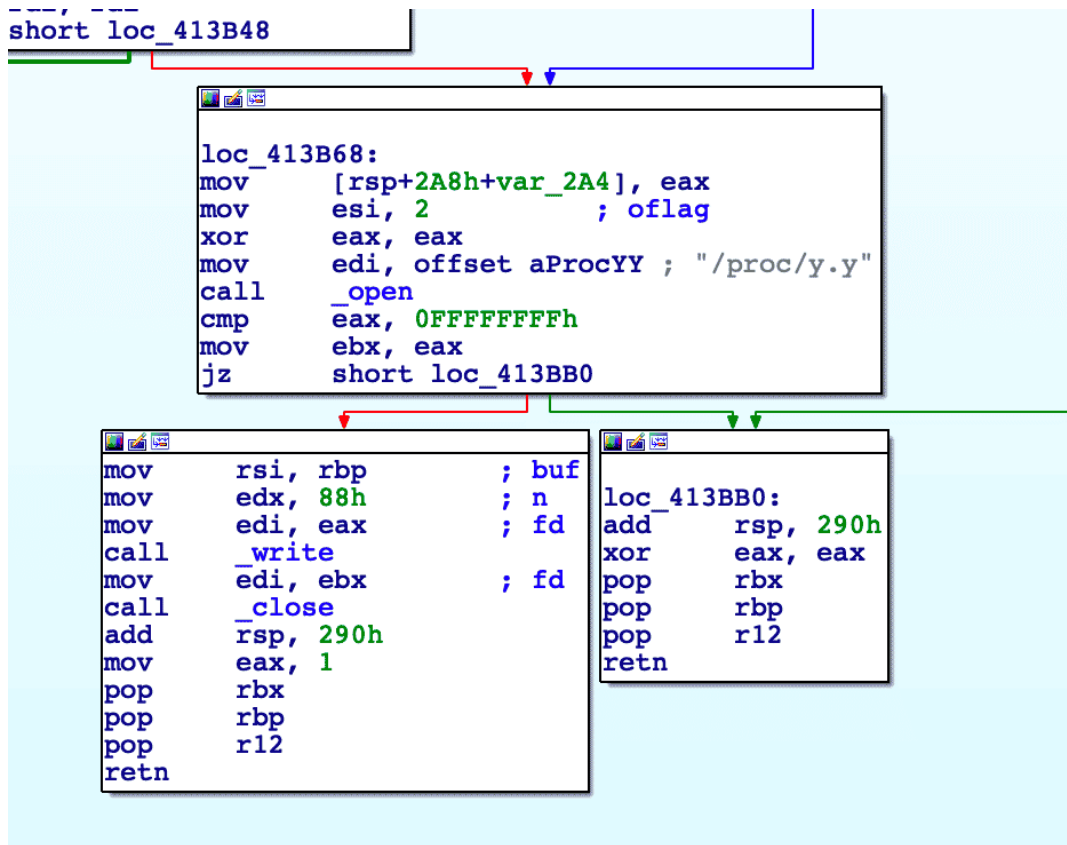 short loc_413B48
loc_413B68:
mov [rsp+2A8h+var_2A4], eax
mov esi, 2 ; oflag
xor eax, eax
mov edi, offset aProcYY ; "/proc/y.y"
call _open
cmp eax, 0FFFFFFFFh
mov ebx, eax
jz short loc_413BB0
mov rsi, rbp ; buf
mov edx, 88h ; n
mov edi, eax ; fd
call _write
mov edi, ebx ; fd
call _close
add rsp, 290h
mov eax, 1
pop rbx
pop rbp
pop r12
retn
loc_413BB0:
add rsp, 290h
xor eax, eax
pop rbx
pop rbp
pop r12
retn